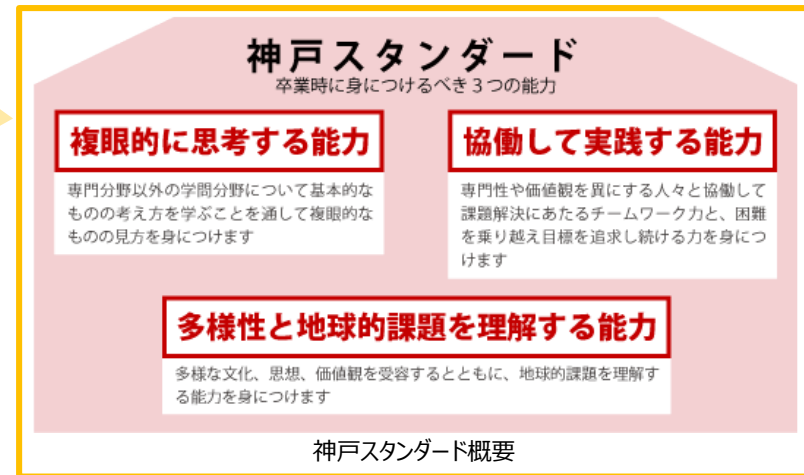 神戸スタンダード
卒業時に身につけるべき３つの能力
複眼的に思考する能力
専門分野以外の学問分野について基本的な
ものの考え方を学ぶことを通して複眼的な
ものの見方を身につけます
協働して実践する能力
専門性や価値観を異にする人々と協働して
課題解決にあたるチームワーク力と、困難
を乗り越え目標を追求し続ける力を身につ
けます
多様性と地球的課題を理解する能力
多様な文化、思想、価値観を受容するとともに、地球的課題を理解す
る能力を身につけます
神戸スタンダード概要